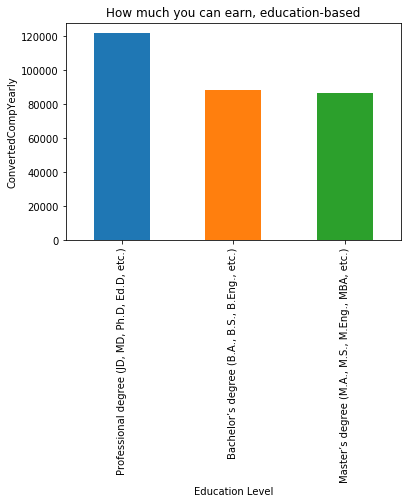 How much you can earn, education-based
120000
100000
80000
60000
40000
20000
0
ConvertedCompYearly
Professional degree (JD, MD, Ph.D, Ed.D, etc.)
Bachelor’s degree (B.A., B.S., B.Eng., etc.)
Master’s degree (M.A., M.S., M.Eng., MBA, etc.)
Education Level